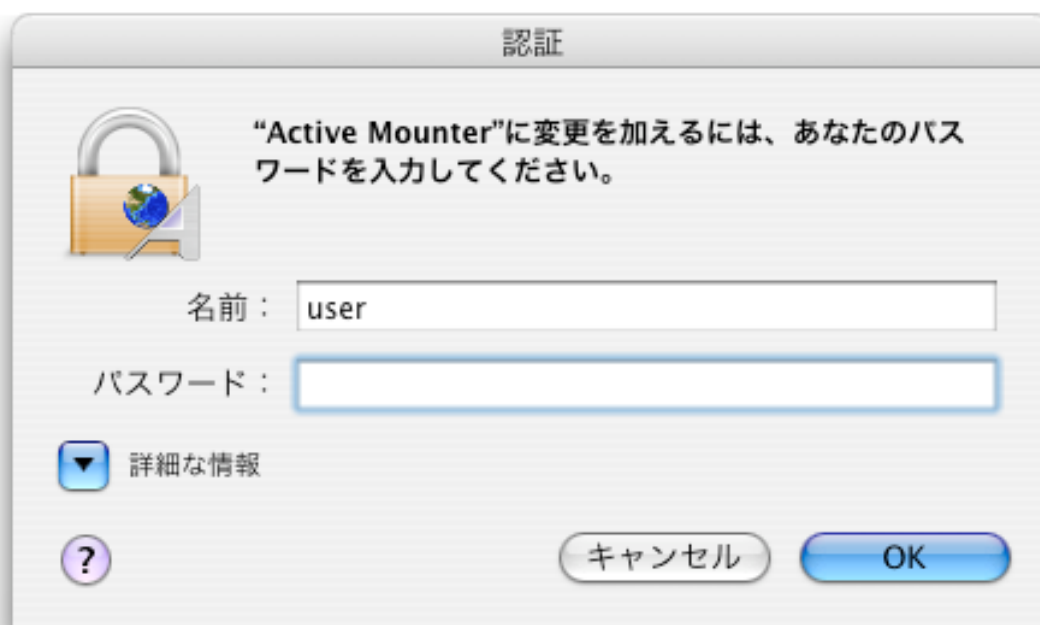 認証
“Active Mounter”に変更を加えるには、あなたのパス
ワードを入力してください。
名前： user
パスワード：
詳細な情報
?
キャンセル OK